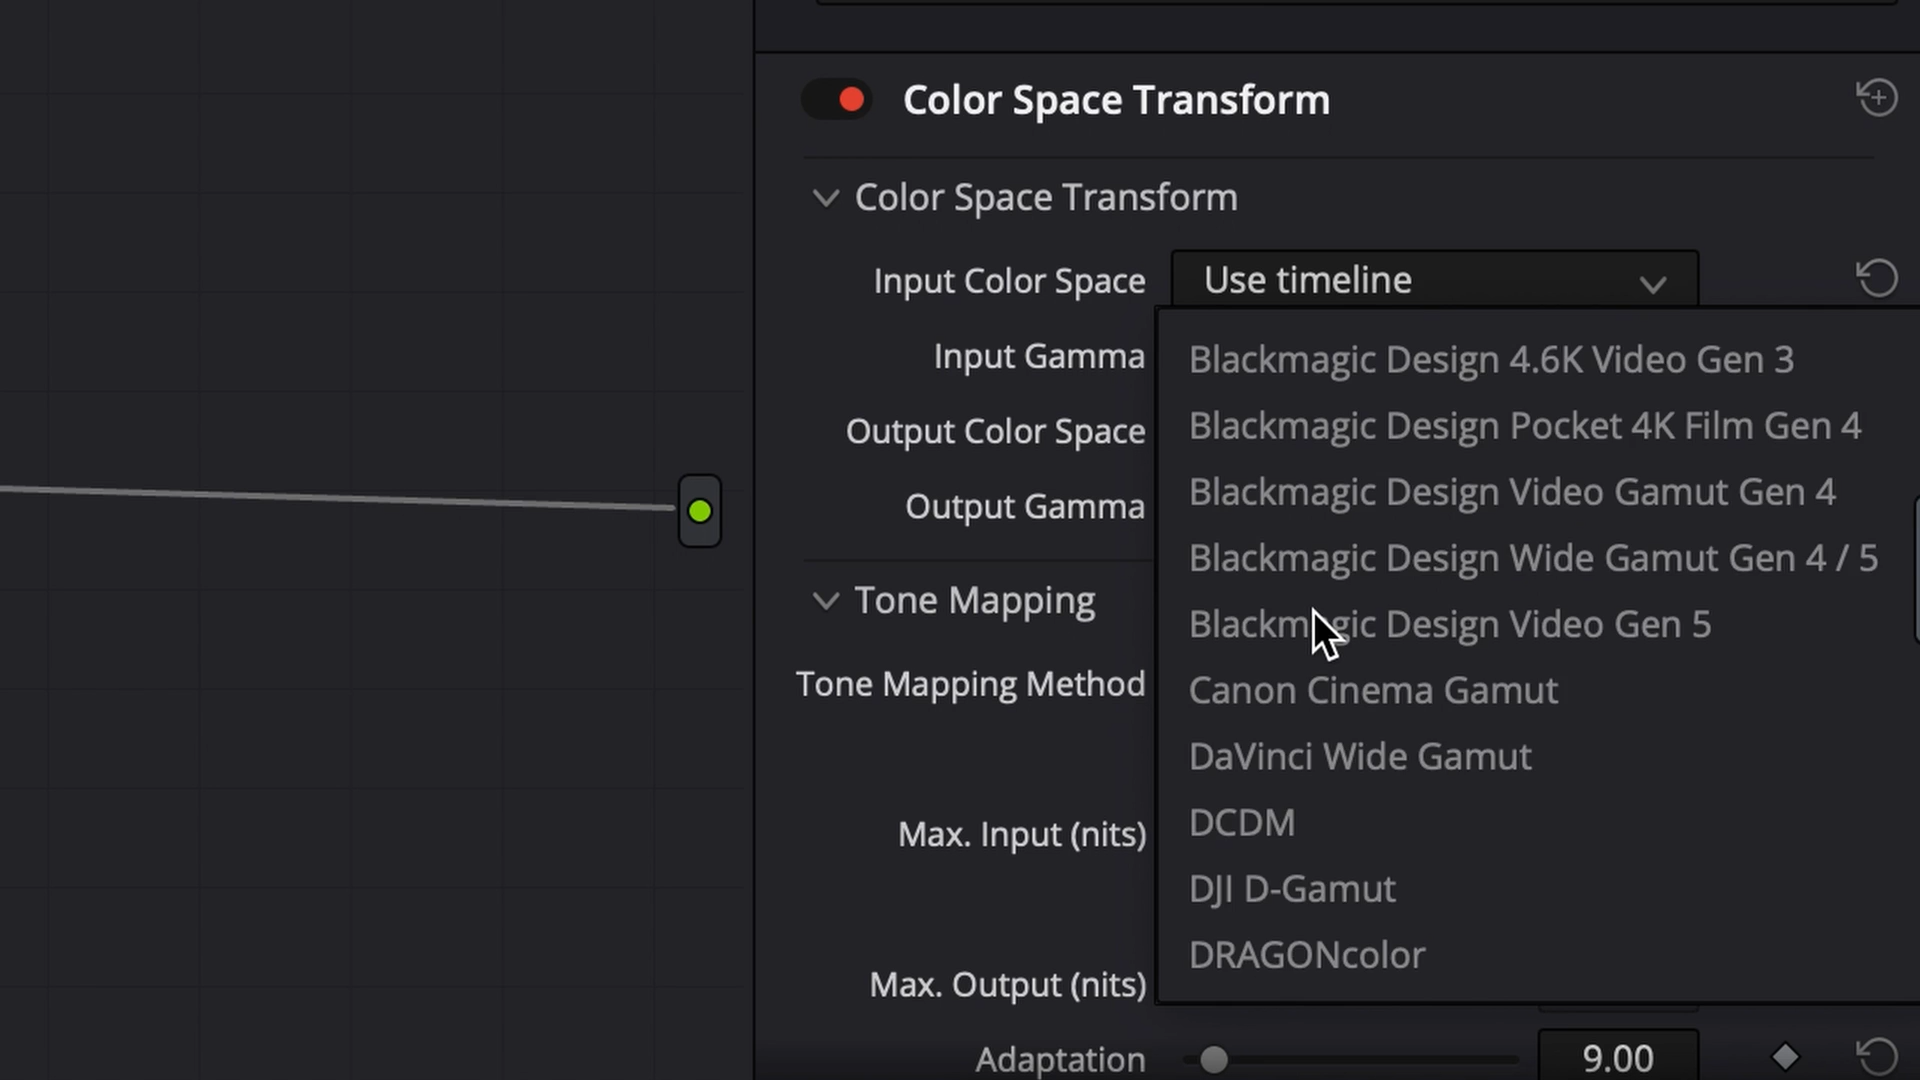 Color Space Transform
Color Space Transform
Input Color Space
Use timeline
Input Gamma
Output Color Space
Output Gamma
Blackmagic Design 4.6K Video Gen 3
Blackmagic Design Pocket 4K Film Gen 4
Blackmagic Design Video Gamut Gen 4
Blackmagic Design Wide Gamut Gen 4 / 5
Blackmagic Design Video Gen 5
Canon Cinema Gamut
DaVinci Wide Gamut
DCDM
DJI D-Gamut
DRAGONcolor
Tone Mapping
Tone Mapping Method
Max. Input (nits)
Max. Output (nits)
Adaptation
9.00